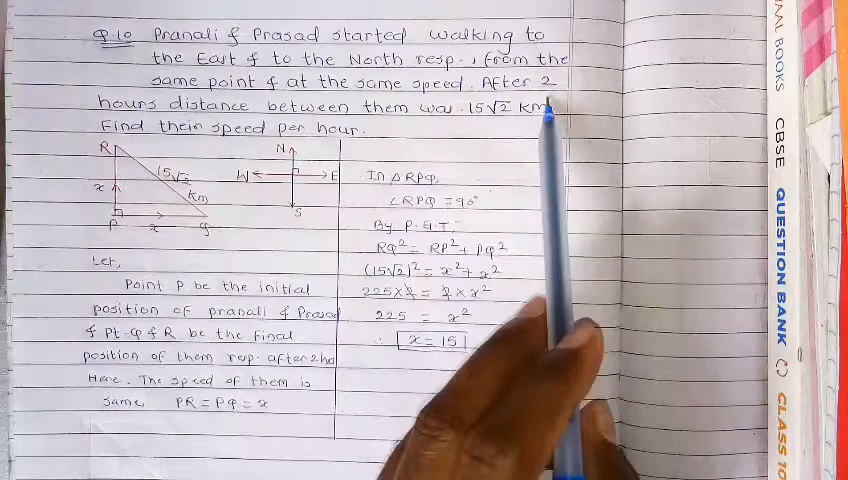 Q.10 Pranali & Prasad started walking to
the East & to the North resp., from the
same point & at the same speed. After 2
hours distance between them was 15√2 km
Find their speed per hour.
R
15√2
km
x
P
x
Q
N
W
E
S
Let,
Point P be the initial
position of pranali & Prasad
& Pt. Q & R be the final
position of them resp. after 2
Here, The speed of them is
same PR = PQ = x
In △RPQ,
∠RPQ = 90°
By P.G.T,
RQ² = RP² + PQ²
(15√2)² = x² + x²
225 × 2 = 2 × x²
225 = x²
∴ x = 15
BOOKS
CBSE
QUESTION BANK
CLASS 10